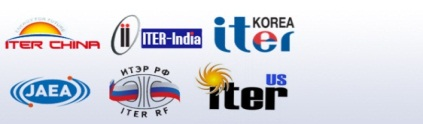 ITER CHINA
ITER-India
iter KOREA
JAEA
ИТЭР РФ
ITER RF
iter US